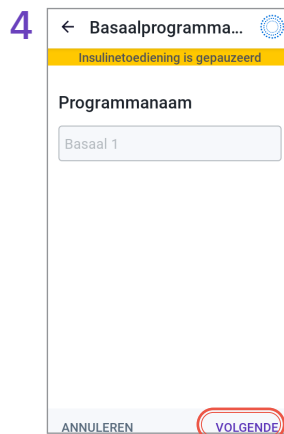 4
← Basaalprogramma...
Insulinetoediening is gepauzeerd
Programmanaam
Basaal 1
ANNULEREN VOLGENDE